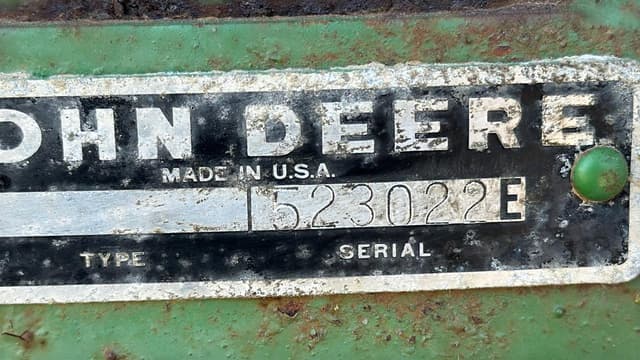 OHN DEERE
MADE IN U.S.A.
523022E
TYPE SERIAL